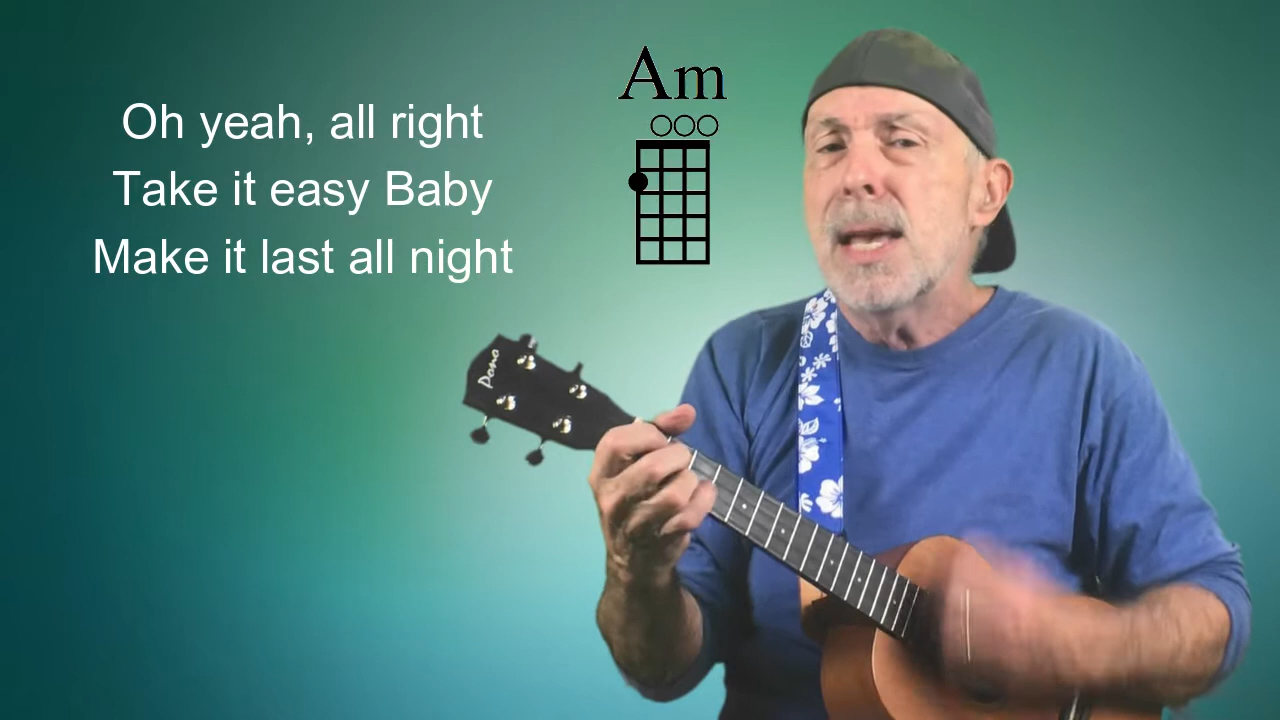 Oh yeah, all right
Take it easy Baby
Make it last all night
Am
Pono